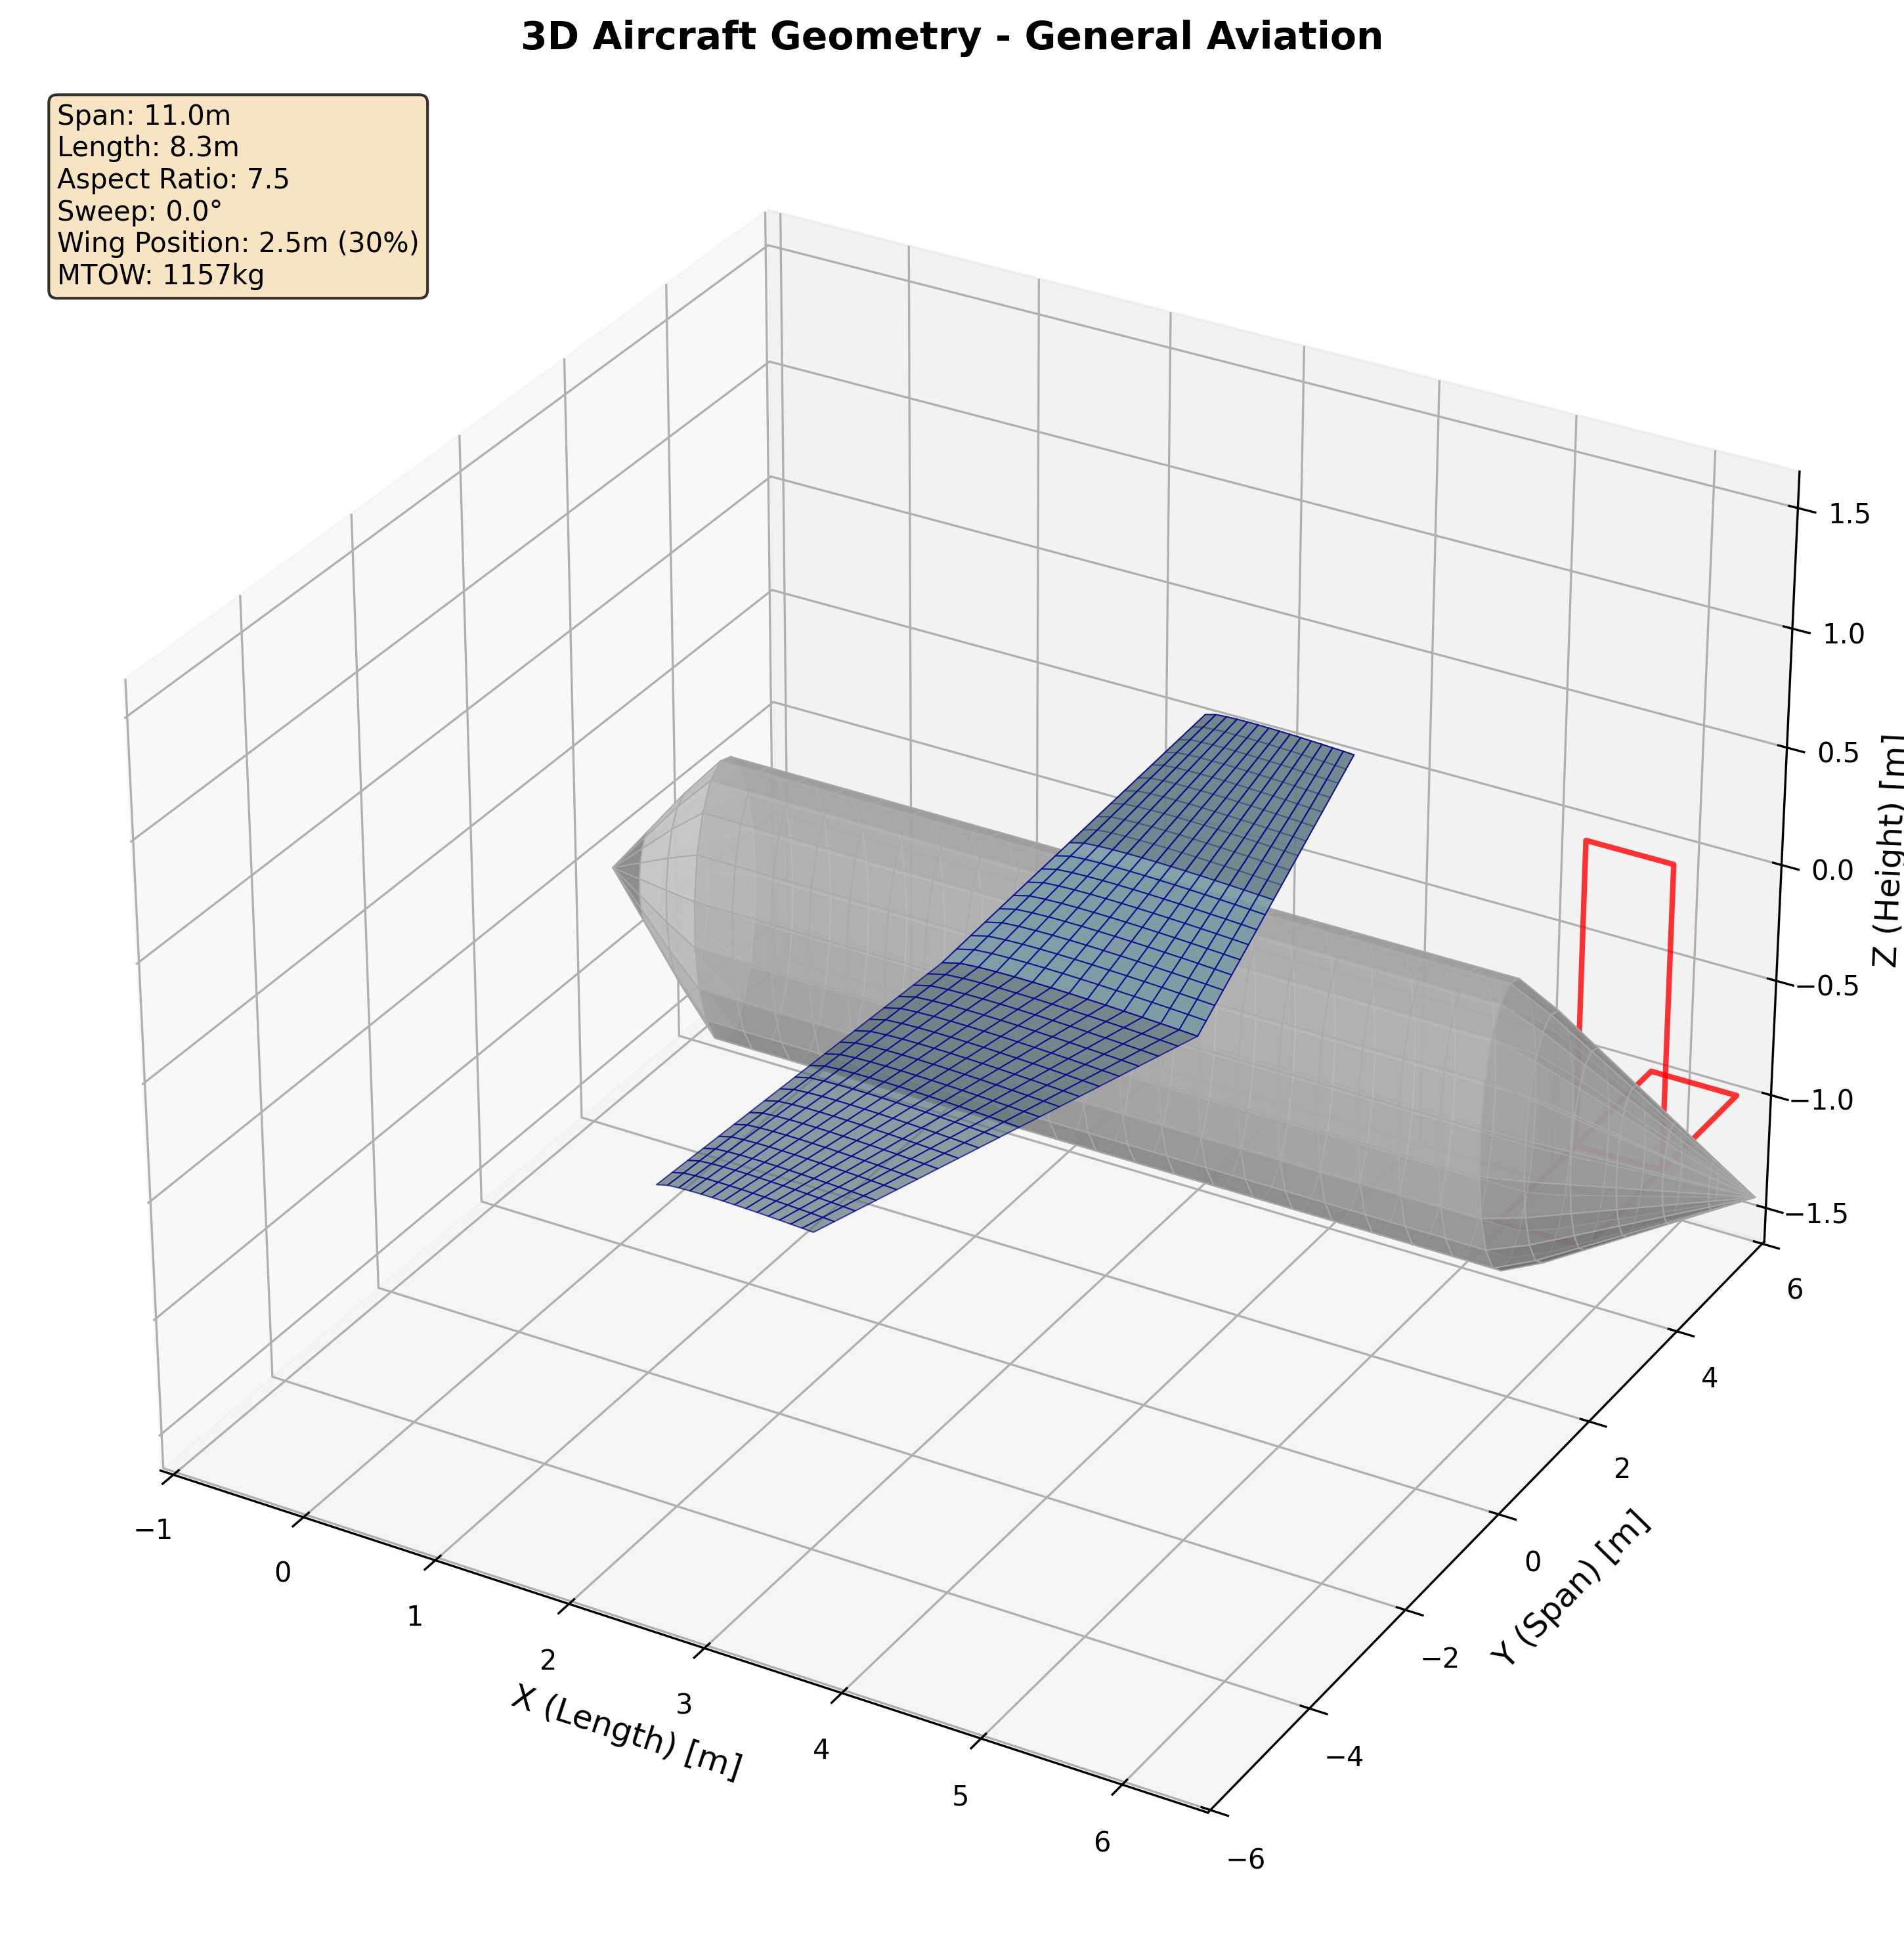 3D Aircraft Geometry - General Aviation
Span: 11.0m
Length: 8.3m
Aspect Ratio: 7.5
Sweep: 0.0°
Wing Position: 2.5m (30%)
MTOW: 1157kg
1.5
1.0
0.5
0.0
−0.5
−1.0
−1.5
Z (Height) [m]
6
4
2
0
−2
−4
−6
Y (Span) [m]
−1
0
1
2
3
4
5
6
X (Length) [m]